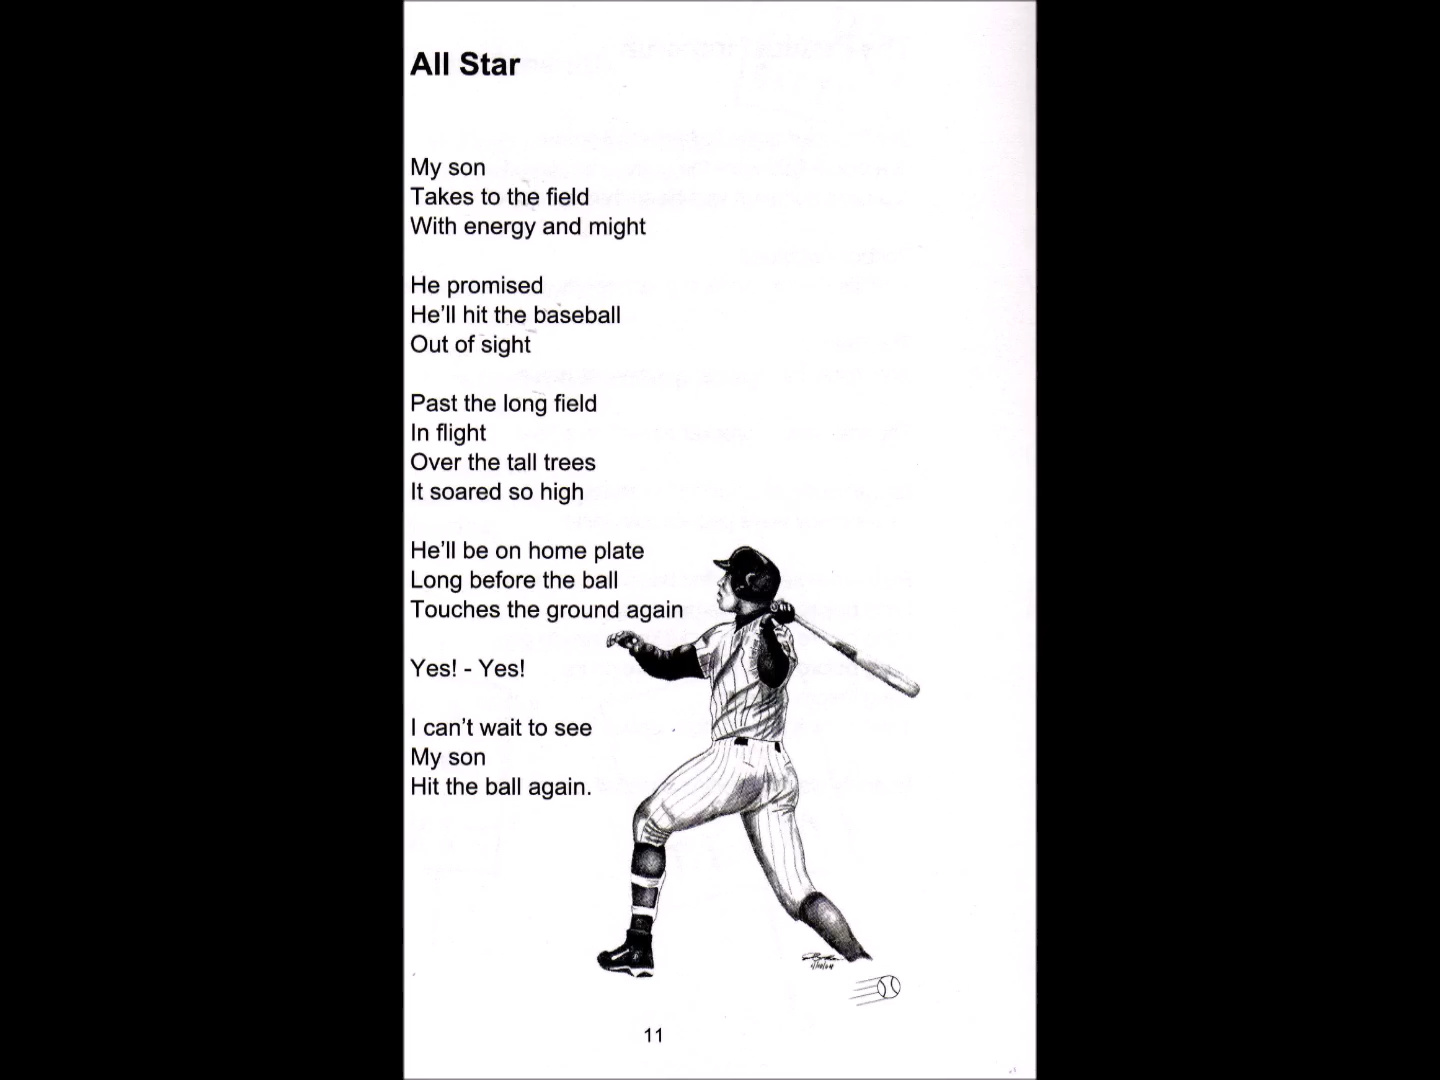 All Star
My son
Takes to the field
With energy and might
He promised
He'll hit the baseball
Out of sight
Past the long field
In flight
Over the tall trees
It soared so high
He'll be on home plate
Long before the ball
Touches the ground again
Yes! - Yes!
I can't wait to see
My son
Hit the ball again.
11